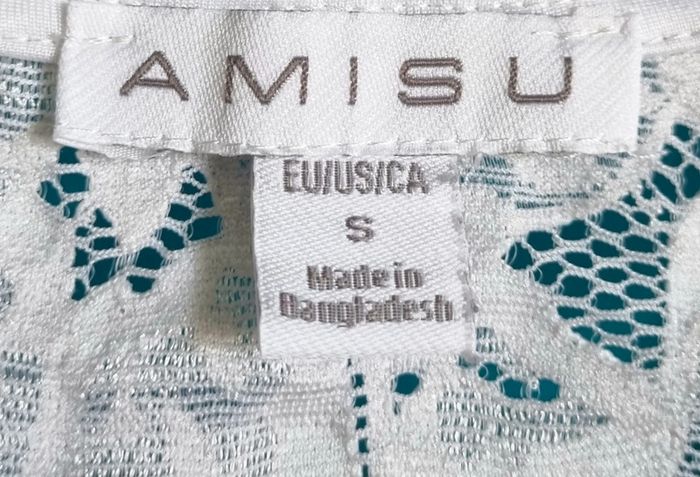 AMISU
EU/US/CA
S
Made in
Bangladesh